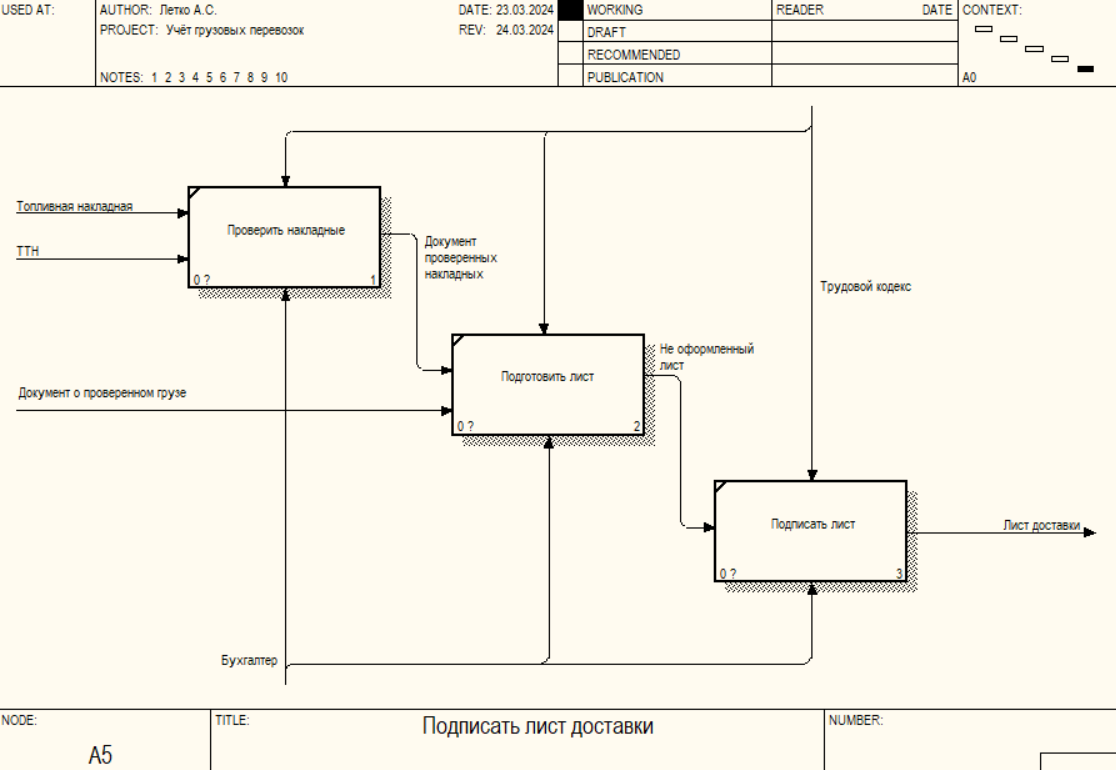 USED AT:
AUTHOR: Летко А.С.
DATE: 23.03.2024
PROJECT: Учёт грузовых перевозок
REV: 24.03.2024
NOTES: 1 2 3 4 5 6 7 8 9 10
WORKING
DRAFT
RECOMMENDED
PUBLICATION
READER
DATE
CONTEXT:
A0
Топливная накладная
ТТН
Проверить накладные
0 ?
1
Документ
проверенных
накладных
Трудовой кодекс
Не оформленный
лист
Подготовить лист
0 ?
2
Документ о проверенном грузе
Подписать лист
0 ?
3
Лист доставки
Бухгалтер
NODE:
A5
TITLE:
Подписать лист доставки
NUMBER: